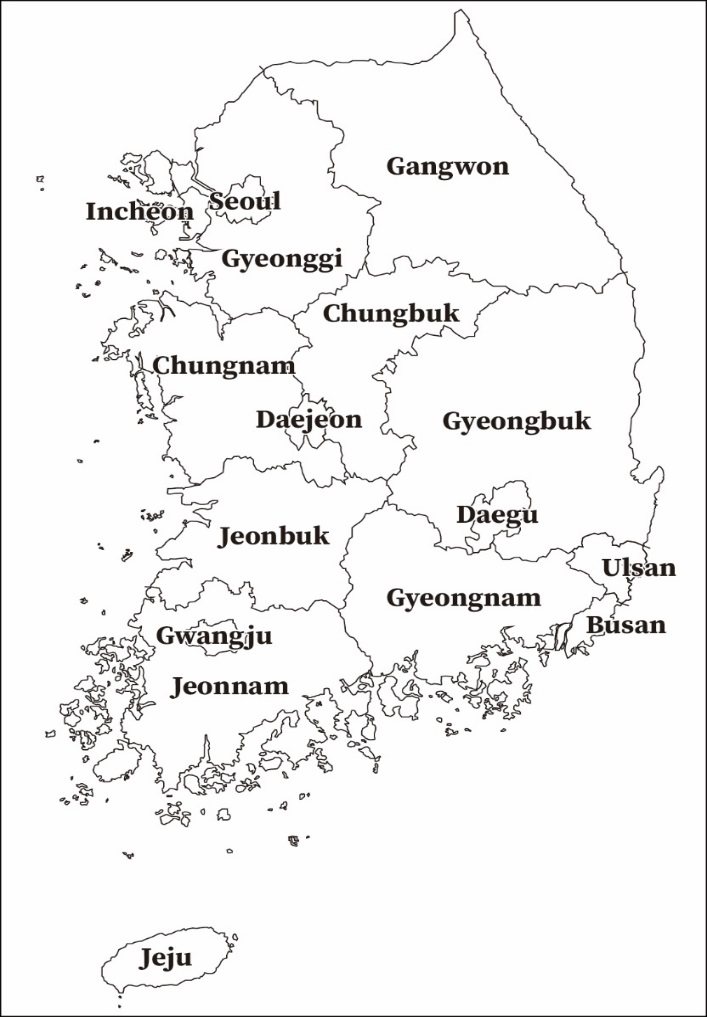 Gangwon
Seoul
Incheon
Gyeonggi
Chungbuk
Chungnam
Daejeon
Gyeongbuk
Daegu
Jeonbuk
Ulsan
Gyeongnam
Busan
Gwangju
Jeonnam
Jeju